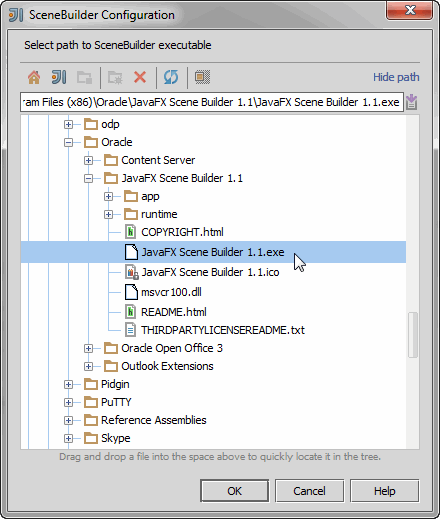 SceneBuilder Configuration
Select path to SceneBuilder executable
Hide path
ram Files (x86)\Oracle\JavaFX Scene Builder 1.1\JavaFX Scene Builder 1.1.exe
odp
Oracle
Content Server
JavaFX Scene Builder 1.1
app
runtime
COPYRIGHT.html
JavaFX Scene Builder 1.1.exe
JavaFX Scene Builder 1.1.ico
msvcr100.dll
README.html
THIRDPARTYLICENSEREADME.txt
Oracle Open Office 3
Outlook Extensions
Pidgin
PuTTY
Reference Assemblies
Skype
Drag and drop a file into the space above to quickly locate it in the tree.
OK Cancel Help